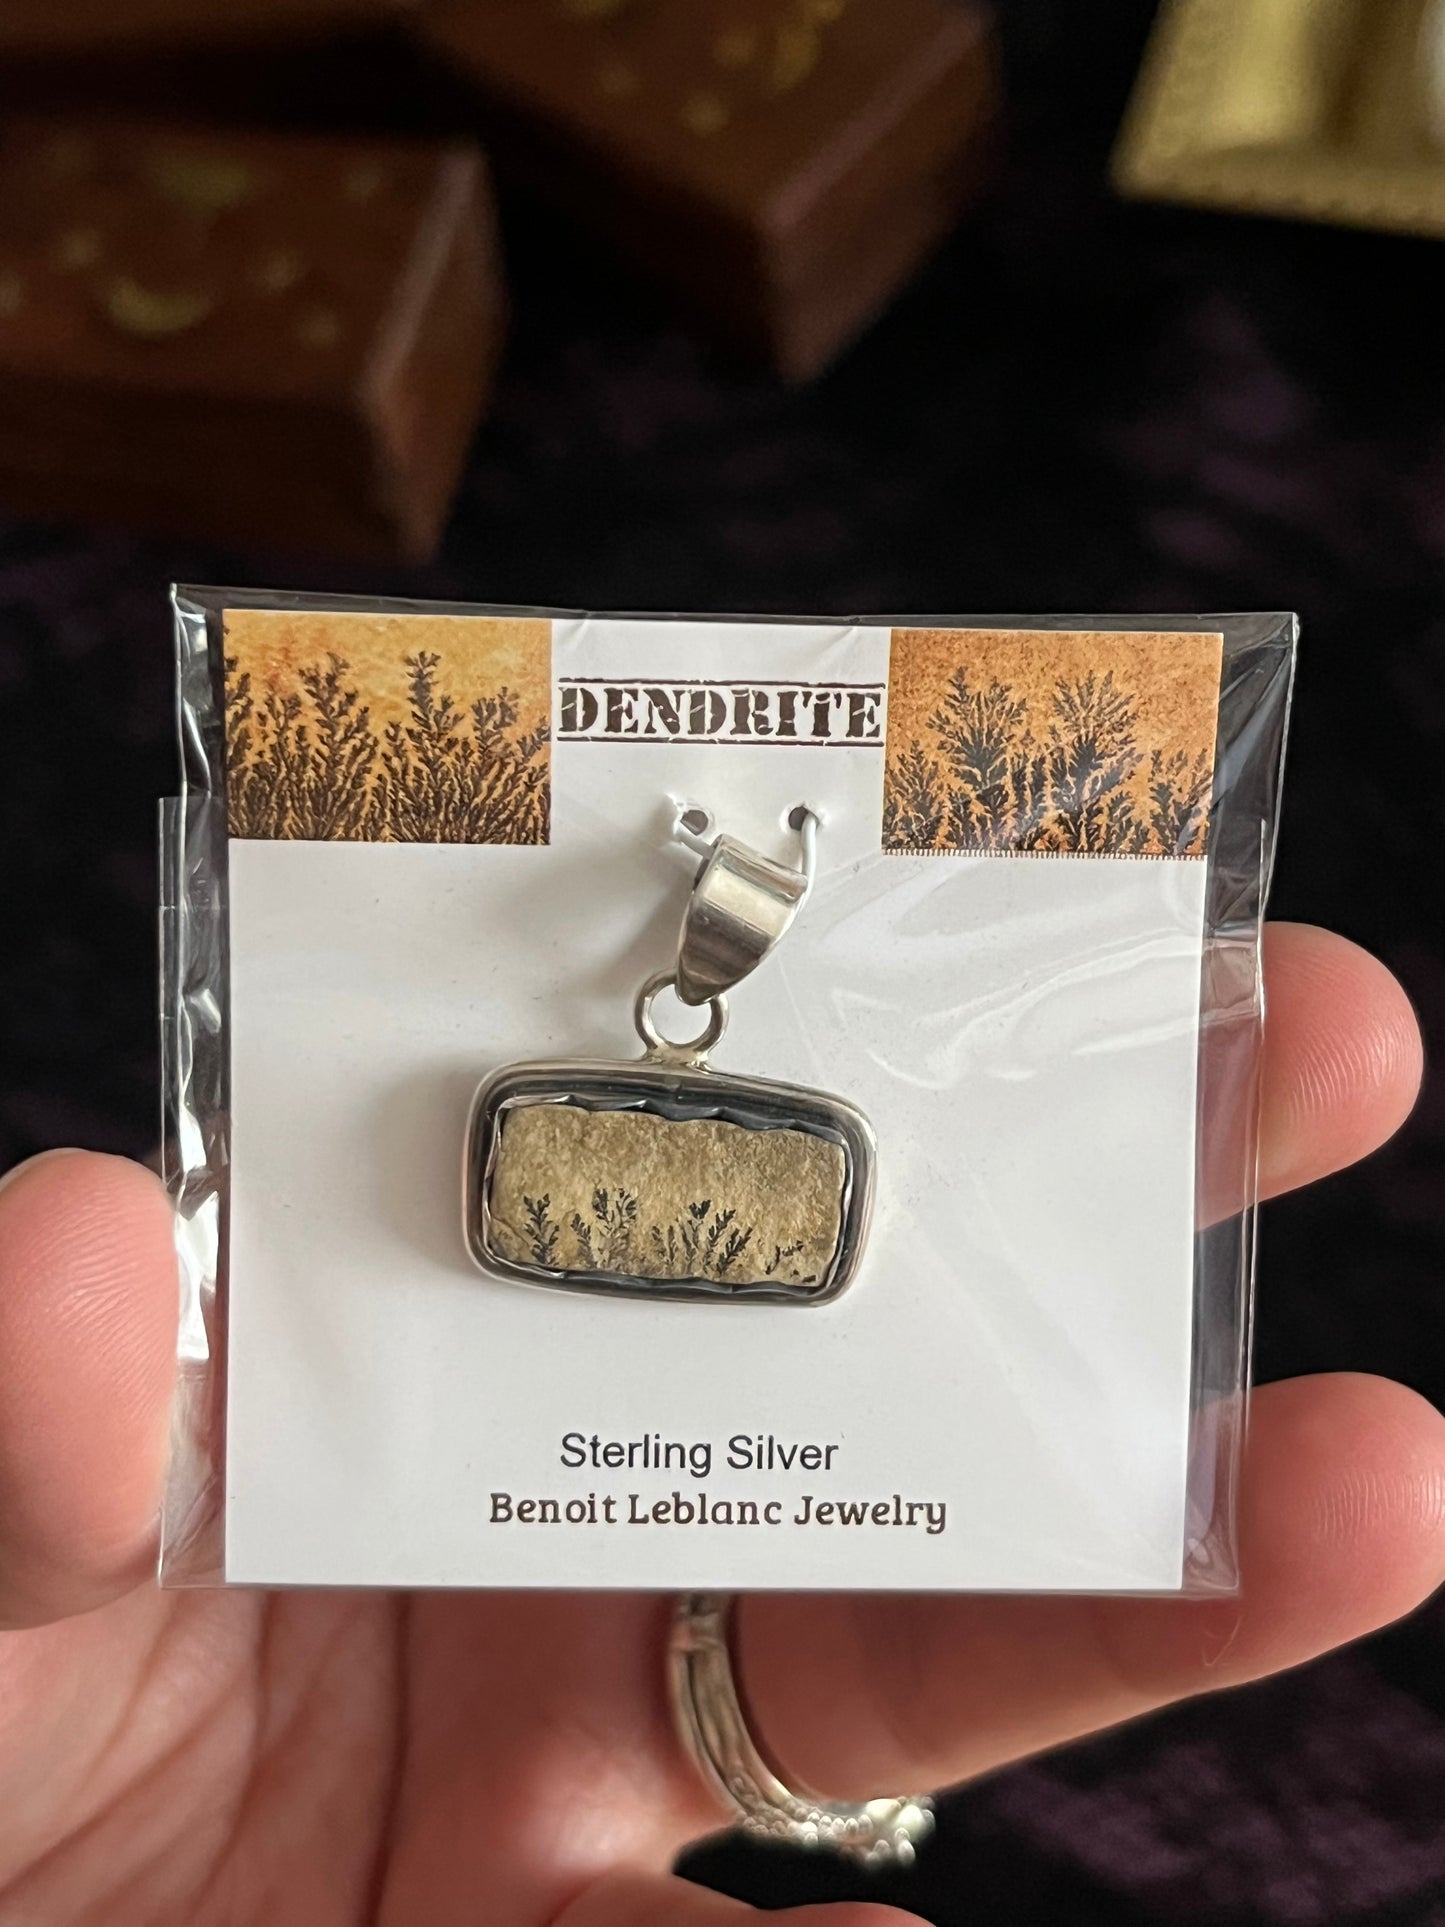 DENDRITE
Sterling Silver
Benoit Leblanc Jewelry